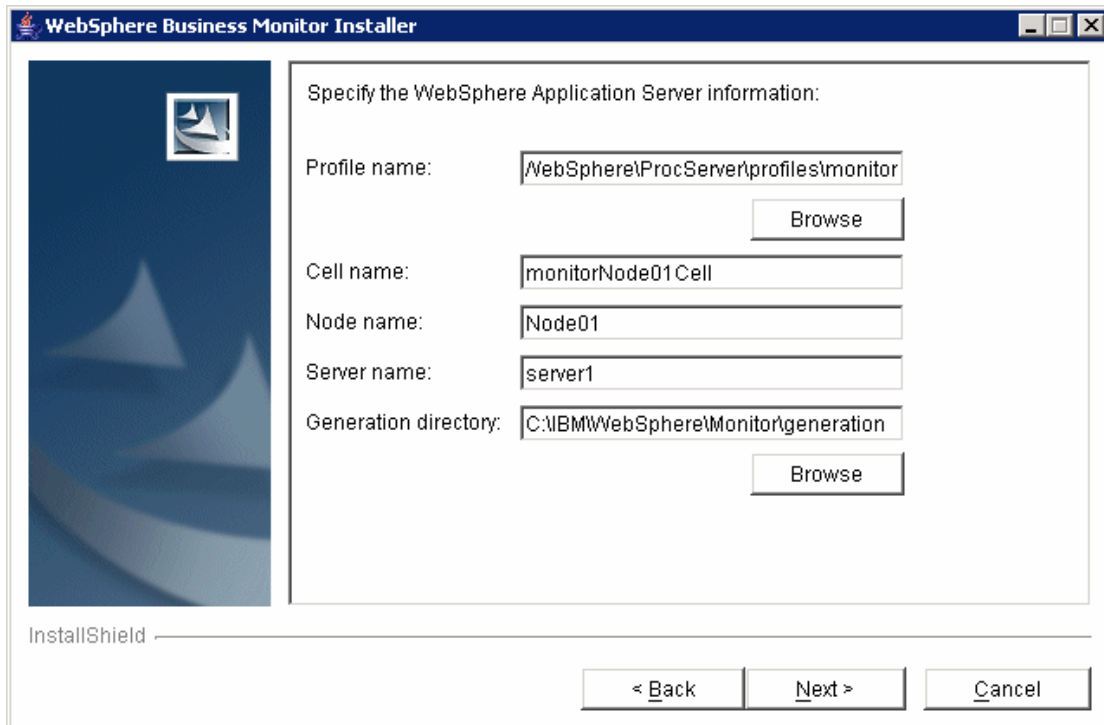 WebSphere Business Monitor Installer
Specify the WebSphere Application Server information:
Profile name: WebSphere\ProcServer\profiles\monitor
Browse
Cell name: monitorNode01Cell
Node name: Node01
Server name: server1
Generation directory: C:\IBM\WebSphere\Monitor\generation
Browse
InstallShield
< Back Next > Cancel